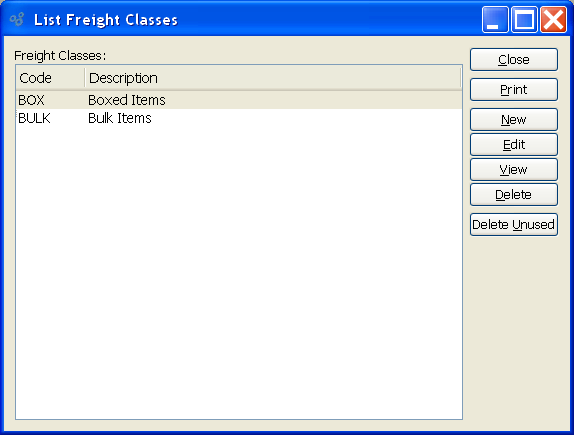 List Freight Classes
Freight Classes:
Code Description
BOX Boxed Items
BULK Bulk Items
Close
Print
New
Edit
View
Delete
Delete Unused